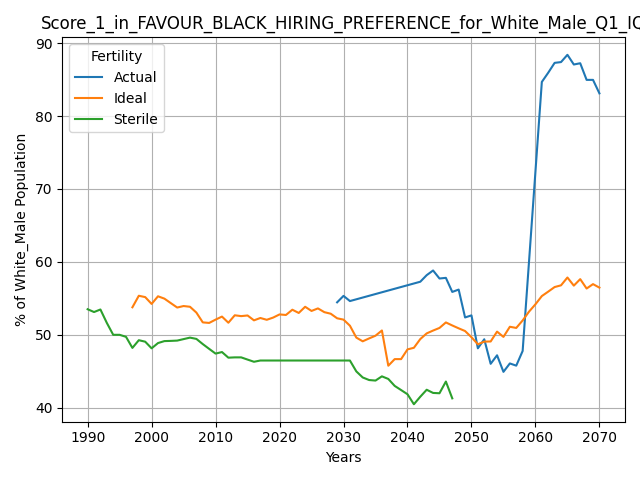 Score_1_in_FAVOUR_BLACK_HIRING_PREFERENCE_for_White_Male_Q1_IQ
Fertility
Actual
Ideal
Sterile
% of White_Male Population
90
80
70
60
50
40
1990 2000 2010 2020 2030 2040 2050 2060 2070
Years